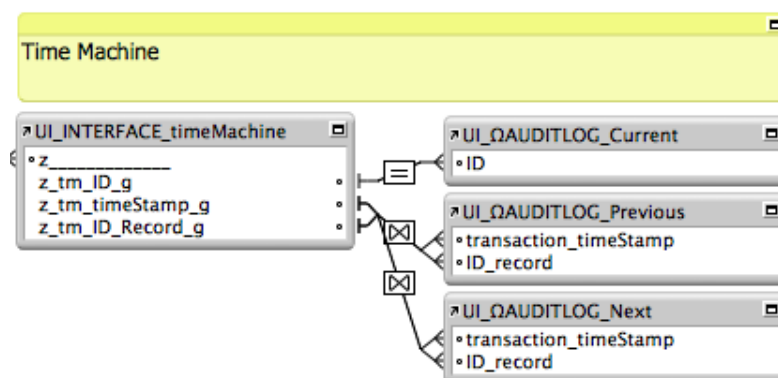 Time Machine
UI_INTERFACE_timeMachine
z_____________
z_tm_ID_g
z_tm_timeStamp_g
z_tm_ID_Record_g
=
UI_ΩAUDITLOG_Current
ID
UI_ΩAUDITLOG_Previous
transaction_timeStamp
ID_record
UI_ΩAUDITLOG_Next
transaction_timeStamp
ID_record